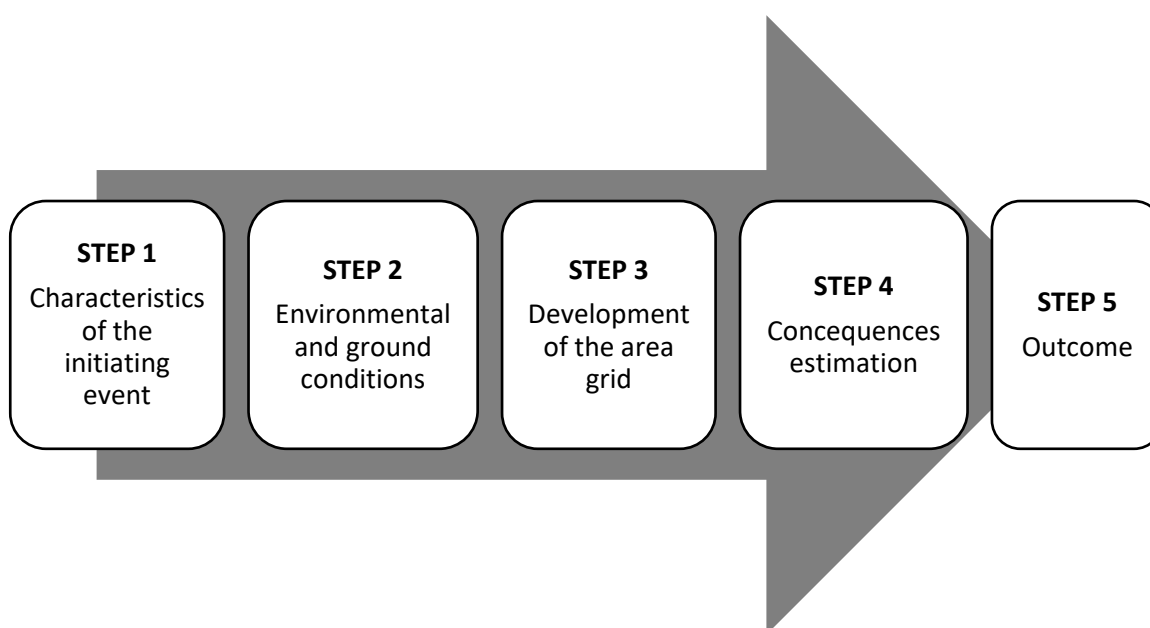 STEP 1
Characteristics
of the
initiating
event
STEP 2
Environmental
and ground
conditions
STEP 3
Development
of the area
grid
STEP 4
Concequences
estimation
STEP 5
Outcome